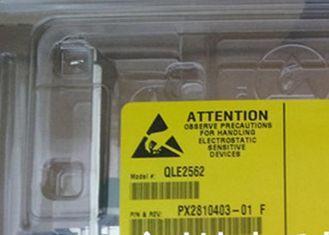 ATTENTION
OBSERVE PRECAUTIONS
FOR HANDLING
ELECTROSTATIC
SENSITIVE
DEVICES
Model #: QLE2562
P/N & REV: PX2810403-01 F